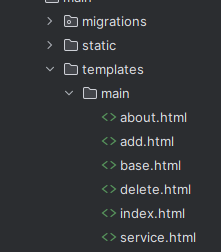 main
migrations
static
templates
main
about.html
add.html
base.html
delete.html
index.html
service.html